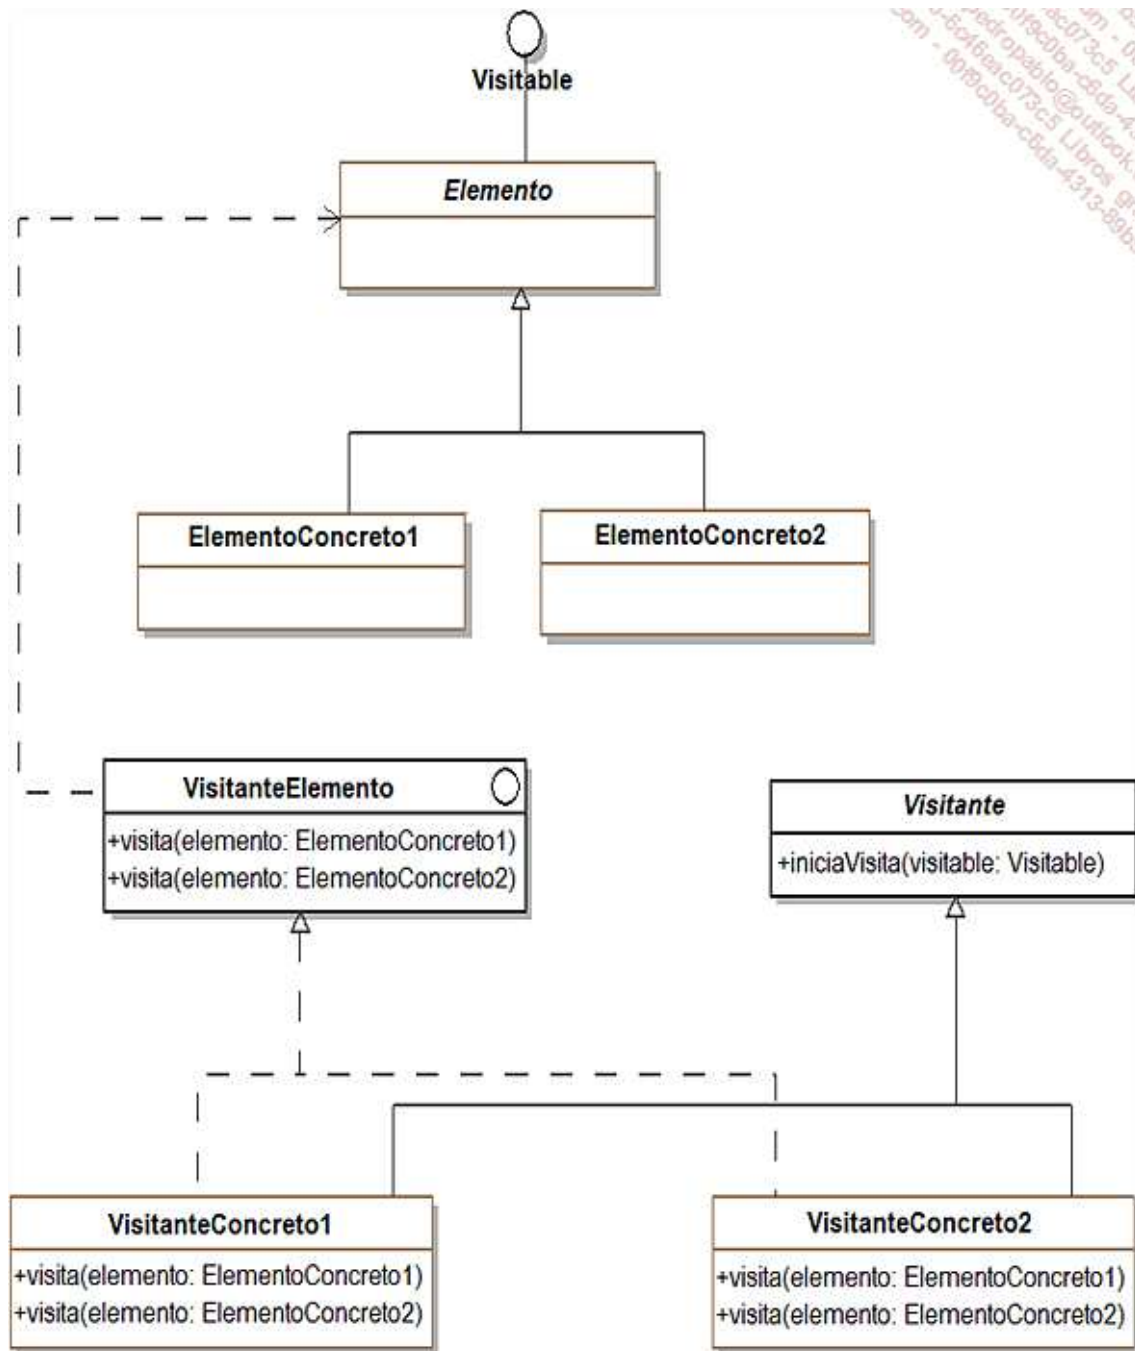 Visitable
Elemento
ElementoConcreto1
ElementoConcreto2
VisitanteElemento
+visita(elemento: ElementoConcreto1)
+visita(elemento: ElementoConcreto2)
Visitante
+iniciaVisita(visitable: Visitable)
VisitanteConcreto1
+visita(elemento: ElementoConcreto1)
+visita(elemento: ElementoConcreto2)
VisitanteConcreto2
+visita(elemento: ElementoConcreto1)
+visita(elemento: ElementoConcreto2)